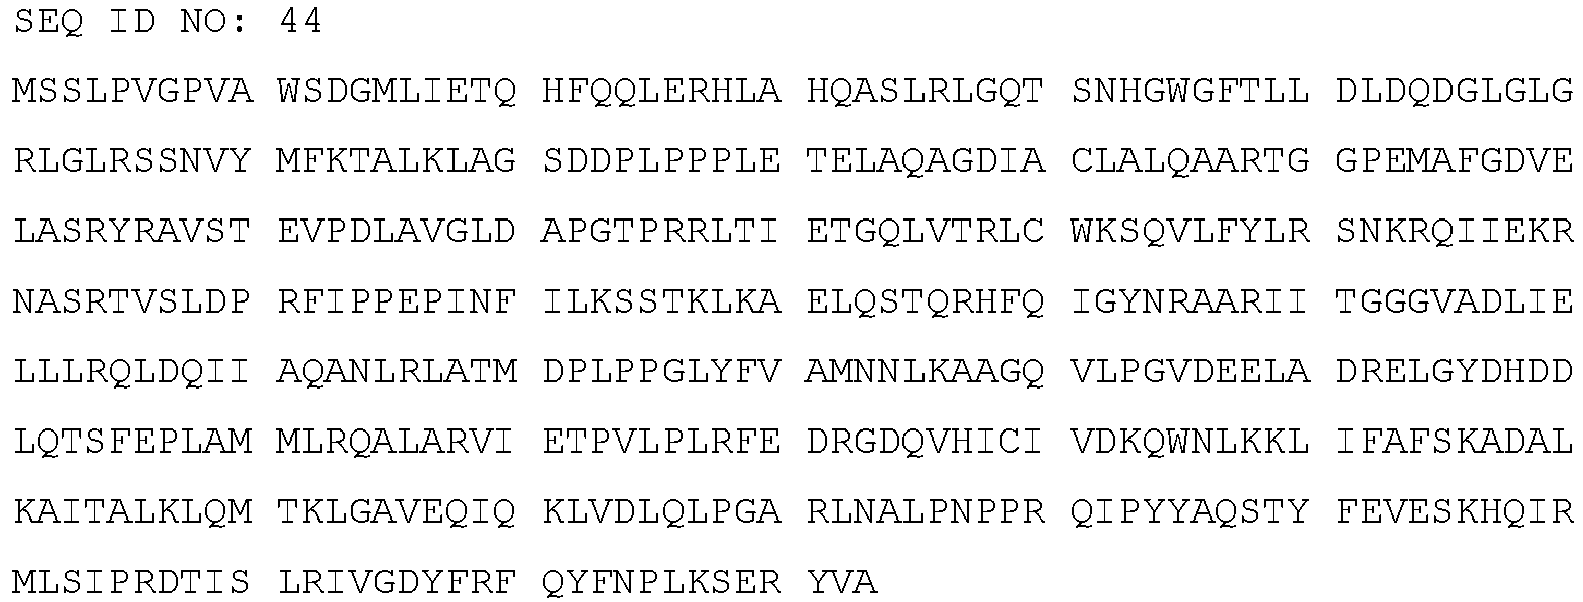 SEQ ID NO: 44
MSSLPVGPVA WSDGMLIETQ HFQQLERHLA HQASLRLGQT SNHGWGFTLL DLDQDGLGLG
RLGLRSSNVY MFKTALKLAG SDDPLPPPLE TELAQAGDIA CLALQAARTG GPEMAFGDVE
LASRYRAVST EVPDLAVGLD APGTPRRLTI ETGQLVTRLC WKSQVLFYLR SNKRQIIEKR
NASRTVSLDP RFIPPEPINF ILKSSTKLKA ELQSTQRHFQ IGYNRAARII TGGGVADLIE
LLLRQLDQII AQANLRLATM DPLPPGLYFV AMNNLKAAGQ VLPGVDEELA DRELGYDHDD
LQTSFEPLAM MLRQALARVI ETPVLPLRFE DRGDQVHICI VDKQWNLKKL IFAFSKADAL
KAITALKLQM TKLGAVEQIQ KLVDLQLPGA RLNALPNPPR QIPYYAQSTY FEVESKHQIR
MLSIPRDTIS LRIVGDYFRF QYFNPLKSER YVA